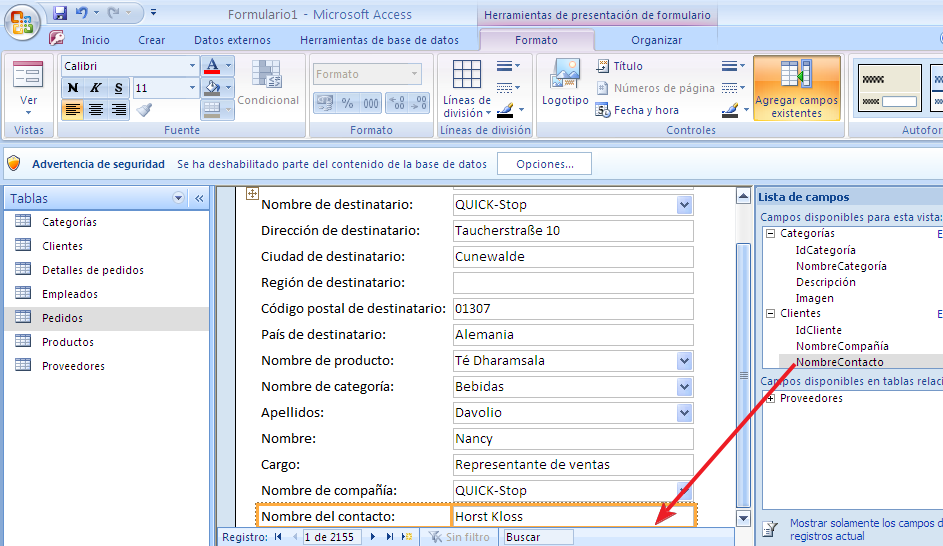 Formulario1 - Microsoft Access
Herramientas de presentación de formulario
Inicio Crear Datos externos Herramientas de base de datos Formato Organizar
Ver
Vistas
Calibri
N K S 11
Condicional
Fuente
Formato
% 000
Formato
Líneas de división
Líneas de división
Logotipo
Título
Números de página
Fecha y hora
Agregar campos existentes
Controles
Autofor
Advertencia de seguridad Se ha deshabilitado parte del contenido de la base de datos Opciones...
Tablas
Categorías
Clientes
Detalles de pedidos
Empleados
Pedidos
Productos
Proveedores
Nombre de destinatario: QUICK-Stop
Dirección de destinatario: Taucherstraße 10
Ciudad de destinatario: Cunewalde
Región de destinatario:
Código postal de destinatario: 01307
País de destinatario: Alemania
Nombre de producto: Té Dharamsala
Nombre de categoría: Bebidas
Apellidos: Davolio
Nombre: Nancy
Cargo: Representante de ventas
Nombre de compañía: QUICK-Stop
Nombre del contacto: Horst Kloss
Registro: 1 de 2155 Sin filtro Buscar
Lista de campos
Campos disponibles para esta vista:
Categorías E
IdCategoría
NombreCategoría
Descripción
Imagen
Clientes E
IdCliente
NombreCompañía
NombreContacto
Campos disponibles en tablas relaci
Proveedores
Mostrar solamente los campos d
registros actual